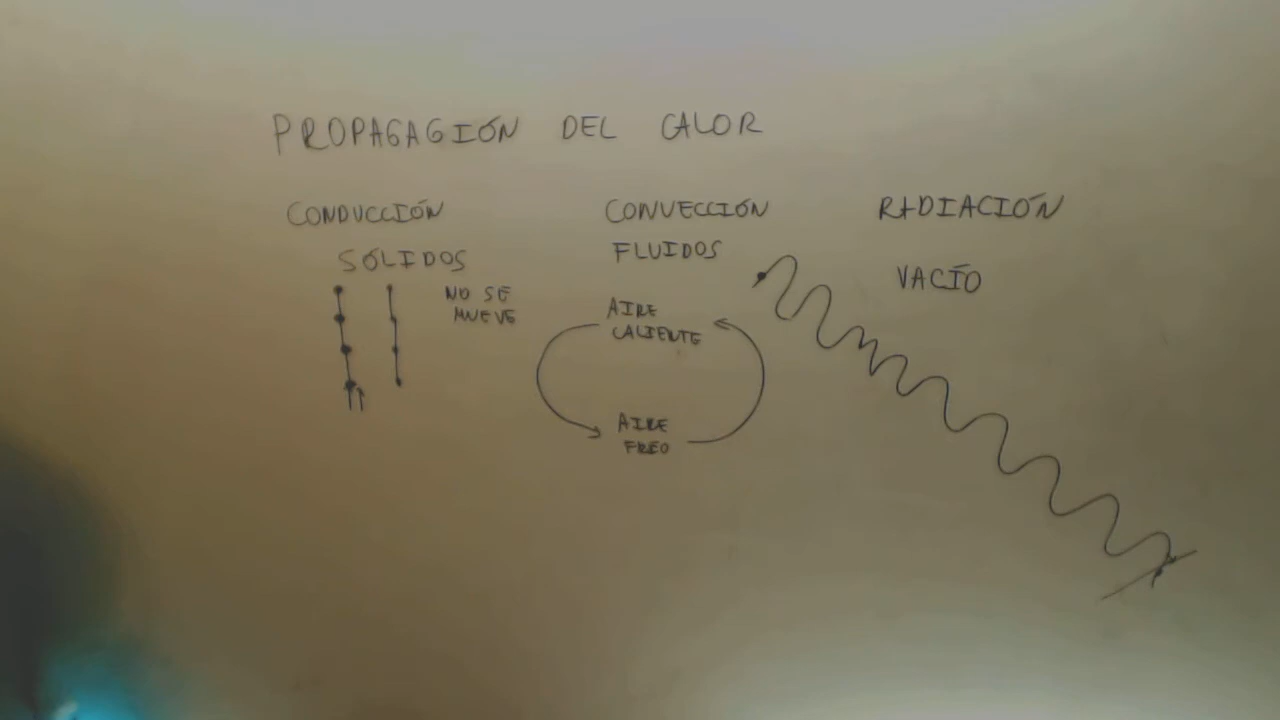 PROPAGACIÓN DEL CALOR
CONDUCCIÓN
SÓLIDOS
NO SE
MUEVE
CONVECCIÓN
FLUIDOS
AIRE
CALIENTE
AIRE
FRÍO
RADIACIÓN
VACÍO